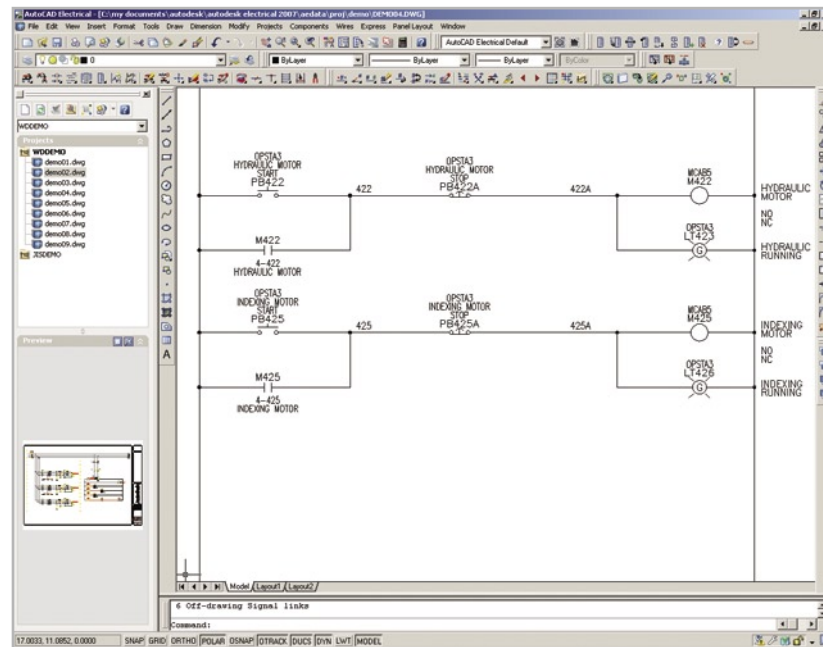 AutoCAD Electrical - [C:\my documents\autodesk\autodesk electrical 2007\aedata\proj\demo\DEMO04.DWG]
File Edit View Insert Format Tools Draw Dimension Modify Projects Components Wires Express Panel Layout Window
AutoCAD Electrical Default
0 ByLayer ByLayer ByLayer ByColor
WDDEMO
Projects
WDDEMO
demo01.dwg
demo02.dwg
demo03.dwg
demo04.dwg
demo05.dwg
demo06.dwg
demo07.dwg
demo08.dwg
demo09.dwg
JISDEMO
Preview
A
OPSTA3
HYDRAULIC MOTOR
START
PB422
422
OPSTA3
HYDRAULIC MOTOR
STOP
PB422A
422A
MCAB5
M422
HYDRAULIC
MOTOR
NO
NC
M422
4-422
HYDRAULIC MOTOR
OPSTA3
LT423
G
HYDRAULIC
RUNNING
OPSTA3
INDEXING MOTOR
START
PB425
425
OPSTA3
INDEXING MOTOR
STOP
PB425A
425A
MCAB5
M425
INDEXING
MOTOR
NO
NC
M425
4-425
INDEXING MOTOR
OPSTA3
LT426
G
INDEXING
RUNNING
Model Layout1 Layout2
6 Off-drawing Signal links
Command:
17.0033, 11.0852, 0.0000 SNAP GRID ORTHO POLAR OSNAP OTRACK DUCS DYN LWT MODEL